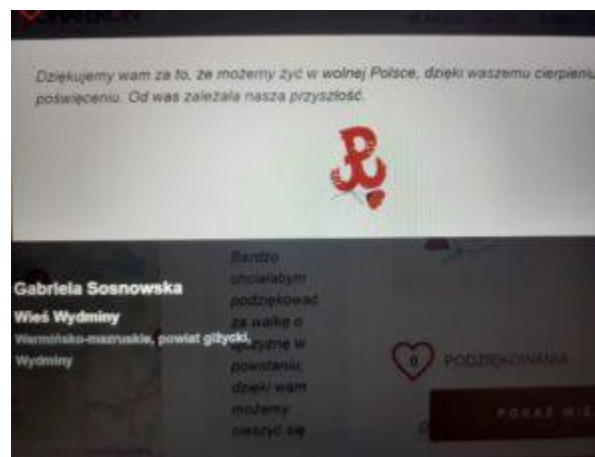 Dziękujemy wam za to, że możemy żyć w wolnej Polsce, dzięki waszemu cierpieniu
poświęceniu. Od was zależała nasza przyszłość.
Gabriela Sosnowska
Wieś Wydminy
Warmińsko-mazruskie, powiat giżycki,
Wydminy
Bardzo
chciałabym
podziękować
za walkę o
ojczyznę w
powstaniu,
dzięki wam
możemy
cieszyć się
0 PODZIĘKOWANIA
POKAŻ